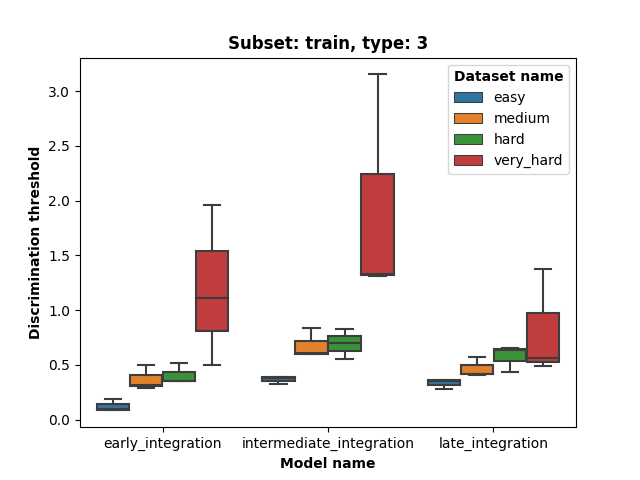 Subset: train, type: 3
Discrimination threshold
3.0
2.5
2.0
1.5
1.0
0.5
0.0
Dataset name
easy
medium
hard
very_hard
early_integration
intermediate_integration
late_integration
Model name